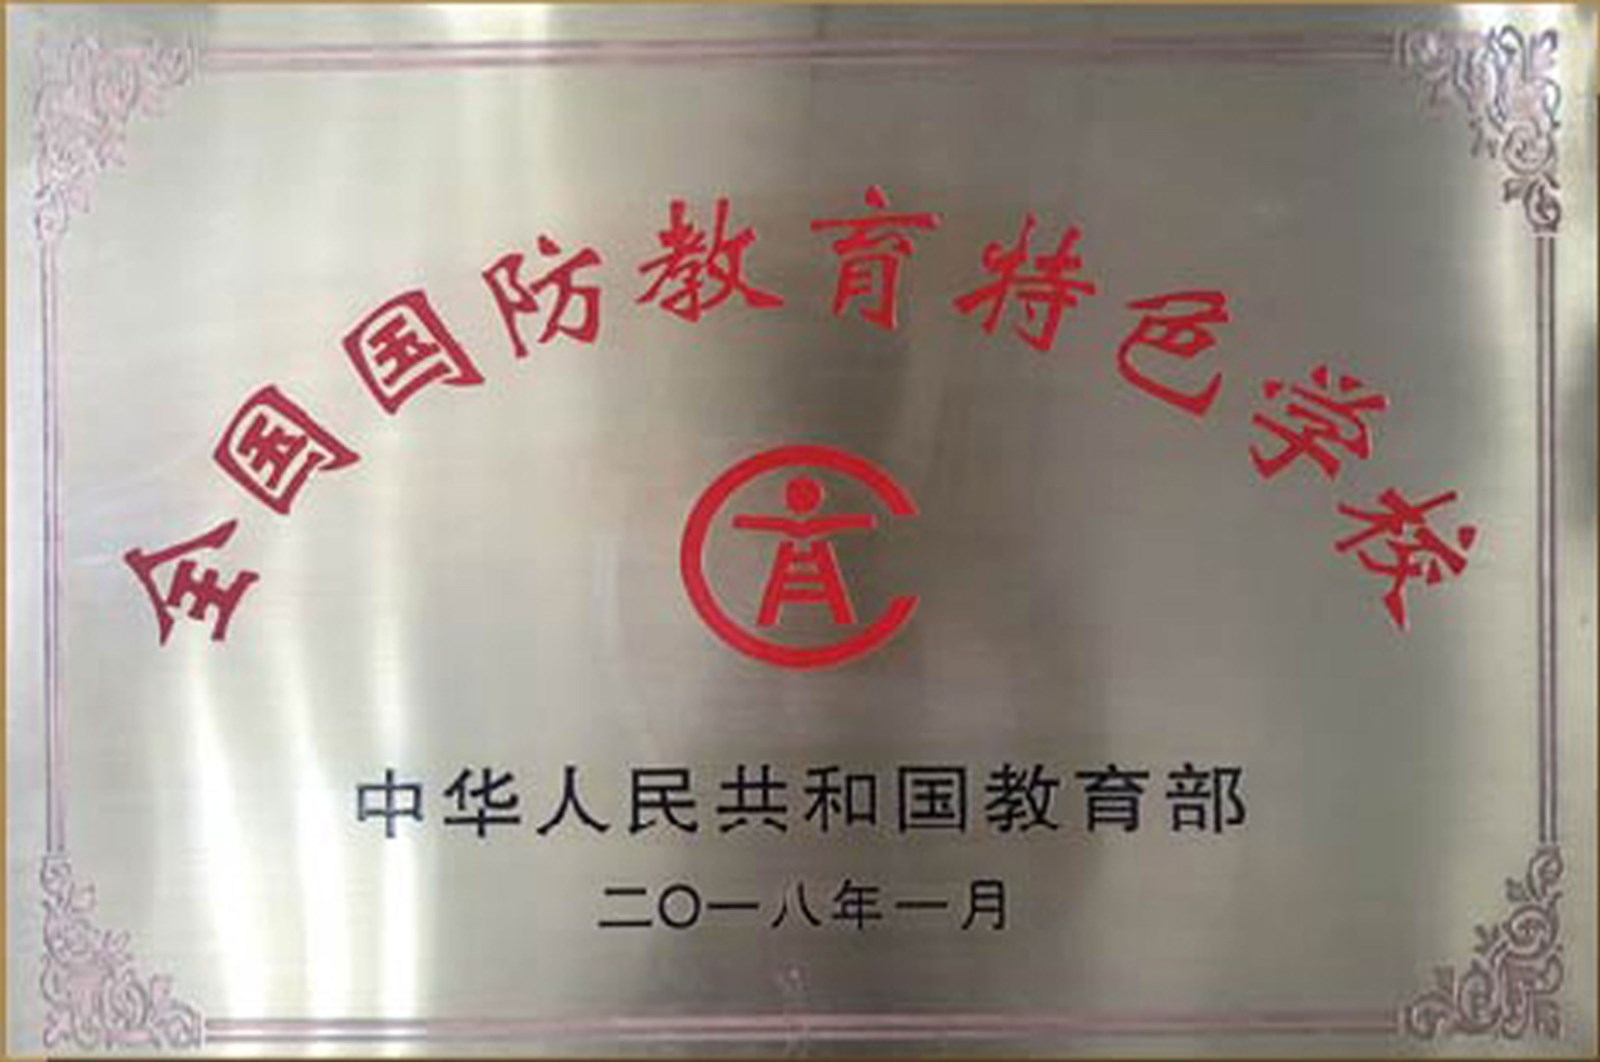 全国国防教育特色学校
中华人民共和国教育部
二〇一八年一月